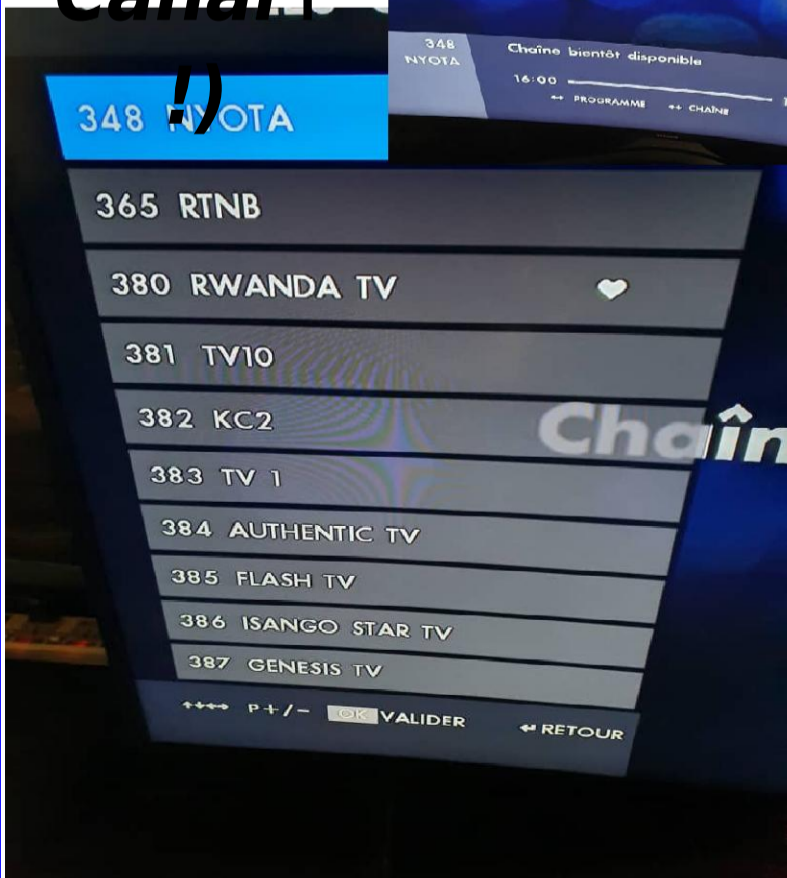 Canal+
!)
348
NYOTA
Chaîne bientôt disponible
16:00
↔ PROGRAMME ↔ CHAÎNE
348 NYOTA
365 RTNB
380 RWANDA TV
381 TV10
382 KC2
Chaîn
383 TV 1
384 AUTHENTIC TV
385 FLASH TV
386 ISANGO STAR TV
387 GENESIS TV
P+/- OK VALIDER RETOUR